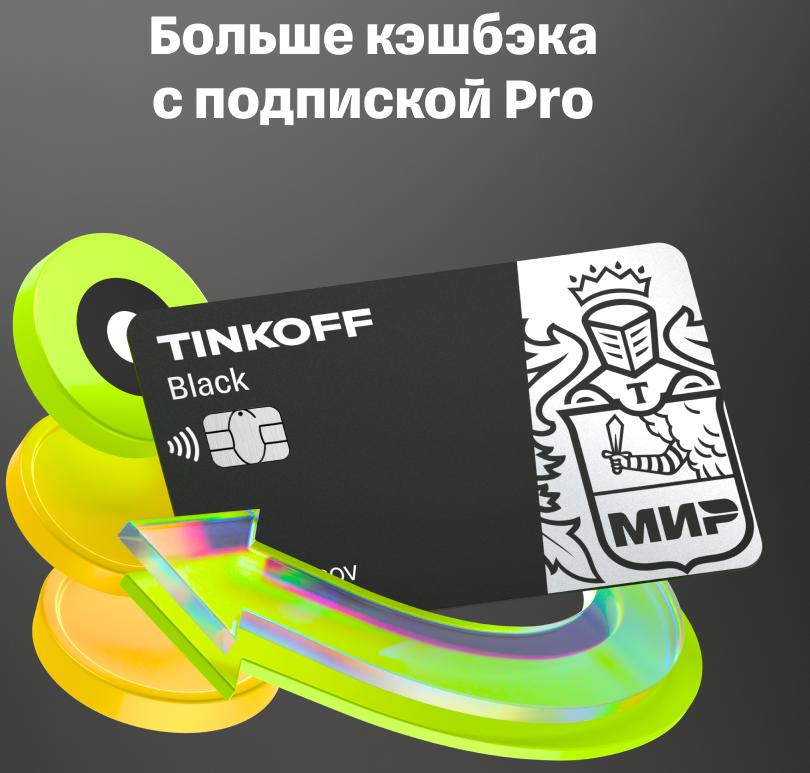 Больше кэшбэка
с подпиской Pro
TINKOFF
Black
T
МИР